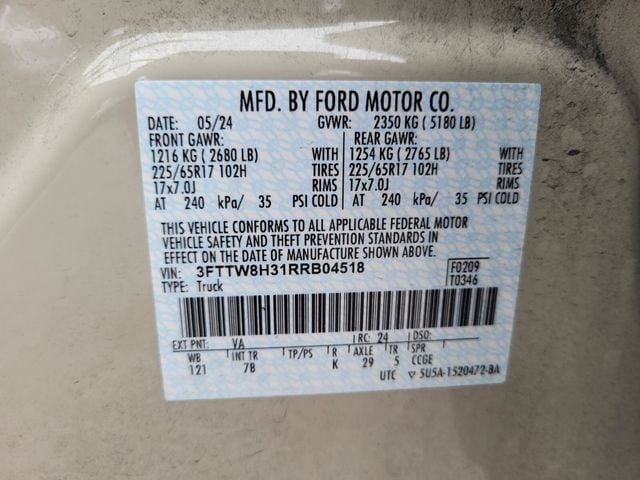 MFD. BY FORD MOTOR CO.
DATE: 05/24 GVWR: 2350 KG ( 5180 LB)
FRONT GAWR: REAR GAWR:
1216 KG ( 2680 LB) WITH 1254 KG ( 2765 LB) WITH
225/65R17 102H TIRES 225/65R17 102H TIRES
17x7.0J RIMS 17x7.0J RIMS
AT 240 kPa/ 35 PSI COLD AT 240 kPa/ 35 PSI COLD
THIS VEHICLE CONFORMS TO ALL APPLICABLE FEDERAL MOTOR
VEHICLE SAFETY AND THEFT PREVENTION STANDARDS IN
EFFECT ON THE DATE OF MANUFACTURE SHOWN ABOVE.
VIN: 3FTTW8H31RRB04518 F0209
TYPE: Truck T0346
EXT PNT: VA RC: 24 DSO:
WB INT TR TP/PS R AXLE TR SPR
121 7B K 29 5 CCGE
UTC ▽ 5U5A-1520472-BA